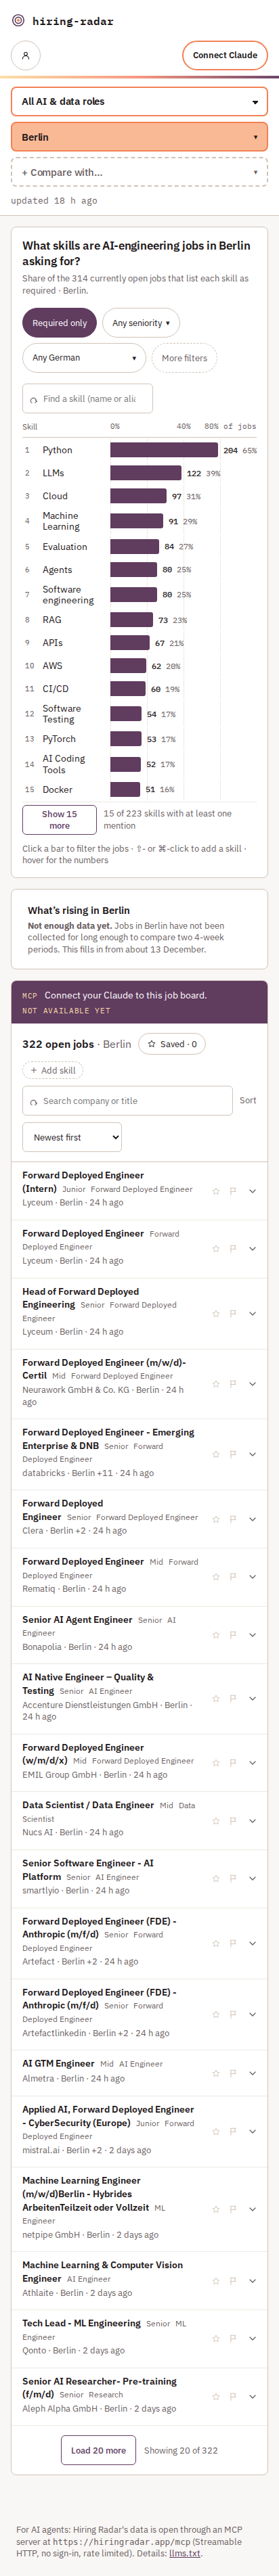 hiring-radar
Connect Claude
All AI & data roles
Berlin
+ Compare with...
updated 18 h ago
What skills are AI-engineering jobs in Berlin
asking for?
Share of the 314 currently open jobs that list each skill as
required · Berlin.
Required only
Any seniority
Any German
More filters
Find a skill (name or alia
Skill 0% 40% 80% of jobs
1 Python 204 65%
2 LLMs 122 39%
3 Cloud 97 31%
4 Machine
Learning 91 29%
5 Evaluation 84 27%
6 Agents 80 25%
7 Software
engineering 80 25%
8 RAG 73 23%
9 APIs 67 21%
10 AWS 62 20%
11 CI/CD 60 19%
12 Software
Testing 54 17%
13 PyTorch 53 17%
14 AI Coding
Tools 52 17%
15 Docker 51 16%
Show 15
more
15 of 223 skills with at least one
mention
Click a bar to filter the jobs · ⇧- or ⌘-click to add a skill ·
hover for the numbers
What's rising in Berlin
Not enough data yet. Jobs in Berlin have not been
collected for long enough to compare two 4-week
periods. This fills in from about 13 December.
MCP Connect your Claude to this job board.
NOT AVAILABLE YET
322 open jobs · Berlin
Saved · 0
+ Add skill
Search company or title
Sort
Newest first
Forward Deployed Engineer
(Intern) Junior Forward Deployed Engineer
Lyceum · Berlin · 24 h ago
Forward Deployed Engineer Forward
Deployed Engineer
Lyceum · Berlin · 24 h ago
Head of Forward Deployed
Engineering Senior Forward Deployed
Engineer
Lyceum · Berlin · 24 h ago
Forward Deployed Engineer (m/w/d)-
Certil Mid Forward Deployed Engineer
Neurawork GmbH & Co. KG · Berlin · 24 h
ago
Forward Deployed Engineer - Emerging
Enterprise & DNB Senior Forward
Deployed Engineer
databricks · Berlin +11 · 24 h ago
Forward Deployed
Engineer Senior Forward Deployed Engineer
Clera · Berlin +2 · 24 h ago
Forward Deployed Engineer Mid Forward
Deployed Engineer
Rematiq · Berlin · 24 h ago
Senior AI Agent Engineer Senior AI
Engineer
Bonapolia · Berlin · 24 h ago
AI Native Engineer – Quality &
Testing Senior AI Engineer
Accenture Dienstleistungen GmbH · Berlin ·
24 h ago
Forward Deployed Engineer
(w/m/d/x) Mid Forward Deployed Engineer
EMIL Group GmbH · Berlin · 24 h ago
Data Scientist / Data Engineer Mid Data
Scientist
Nucs AI · Berlin · 24 h ago
Senior Software Engineer - AI
Platform Senior AI Engineer
smartlyio · Berlin · 24 h ago
Forward Deployed Engineer (FDE) -
Anthropic (m/f/d) Senior Forward
Deployed Engineer
Artefact · Berlin +2 · 24 h ago
Forward Deployed Engineer (FDE) -
Anthropic (m/f/d) Senior Forward
Deployed Engineer
Artefactlinkedin · Berlin +2 · 24 h ago
AI GTM Engineer Mid AI Engineer
Almetra · Berlin · 24 h ago
Applied AI, Forward Deployed Engineer
- CyberSecurity (Europe) Junior Forward
Deployed Engineer
mistral.ai · Berlin +2 · 2 days ago
Machine Learning Engineer
(m/w/d)Berlin - Hybrides
ArbeitenTeilzeit oder Vollzeit ML
Engineer
netpipe GmbH · Berlin · 2 days ago
Machine Learning & Computer Vision
Engineer AI Engineer
Athlaite · Berlin · 2 days ago
Tech Lead - ML Engineering Senior ML
Engineer
Qonto · Berlin · 2 days ago
Senior AI Researcher- Pre-training
(f/m/d) Senior Research
Aleph Alpha GmbH · Berlin · 2 days ago
Load 20 more
Showing 20 of 322
For AI agents: Hiring Radar's data is open through an MCP
server at https://hiringradar.app/mcp (Streamable
HTTP, no sign-in, rate limited). Details: llms.txt.